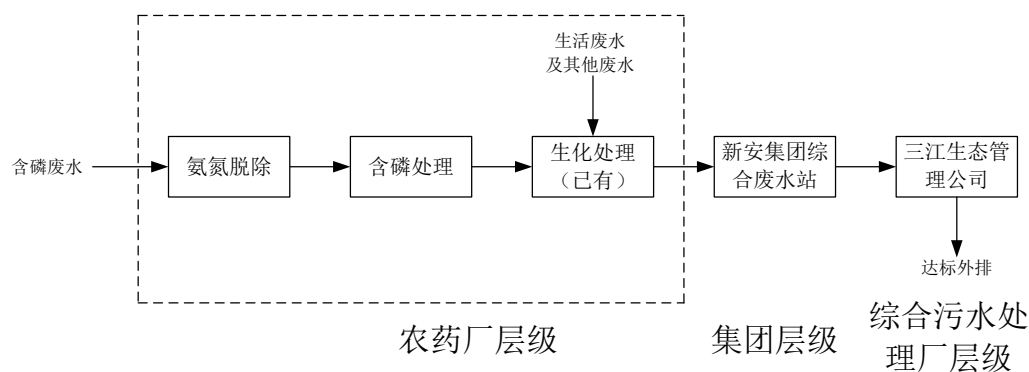 生活废水
及其他废水
含磷废水
氨氮脱除
含磷处理
生化处理
（已有）
新安集团综
合废水站
三江生态管
理公司
达标外排
农药厂层级
集团层级
综合污水处
理厂层级